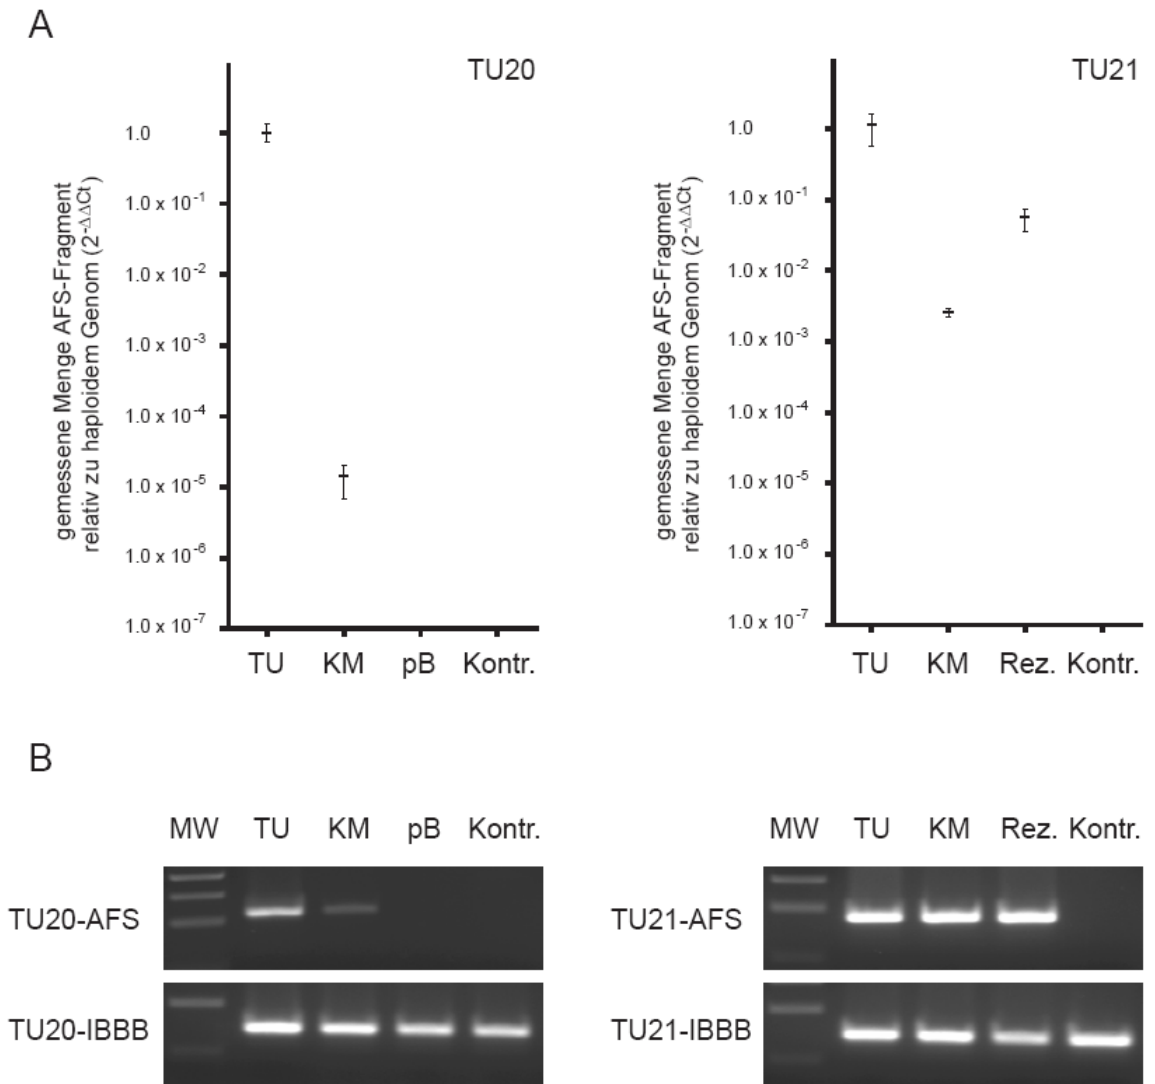 A
TU20
gemessene Menge AFS-Fragment
relativ zu haploidem Genom (2-ΔΔCt)
1.0
1.0 x 10-1
1.0 x 10-2
1.0 x 10-3
1.0 x 10-4
1.0 x 10-5
1.0 x 10-6
1.0 x 10-7
TU KM pB Kontr.
TU21
gemessene Menge AFS-Fragment
relativ zu haploidem Genom (2-ΔΔCt)
1.0
1.0 x 10-1
1.0 x 10-2
1.0 x 10-3
1.0 x 10-4
1.0 x 10-5
1.0 x 10-6
1.0 x 10-7
TU KM Rez. Kontr.
B
MW TU KM pB Kontr.
TU20-AFS
TU20-IBBB
MW TU KM Rez. Kontr.
TU21-AFS
TU21-IBBB